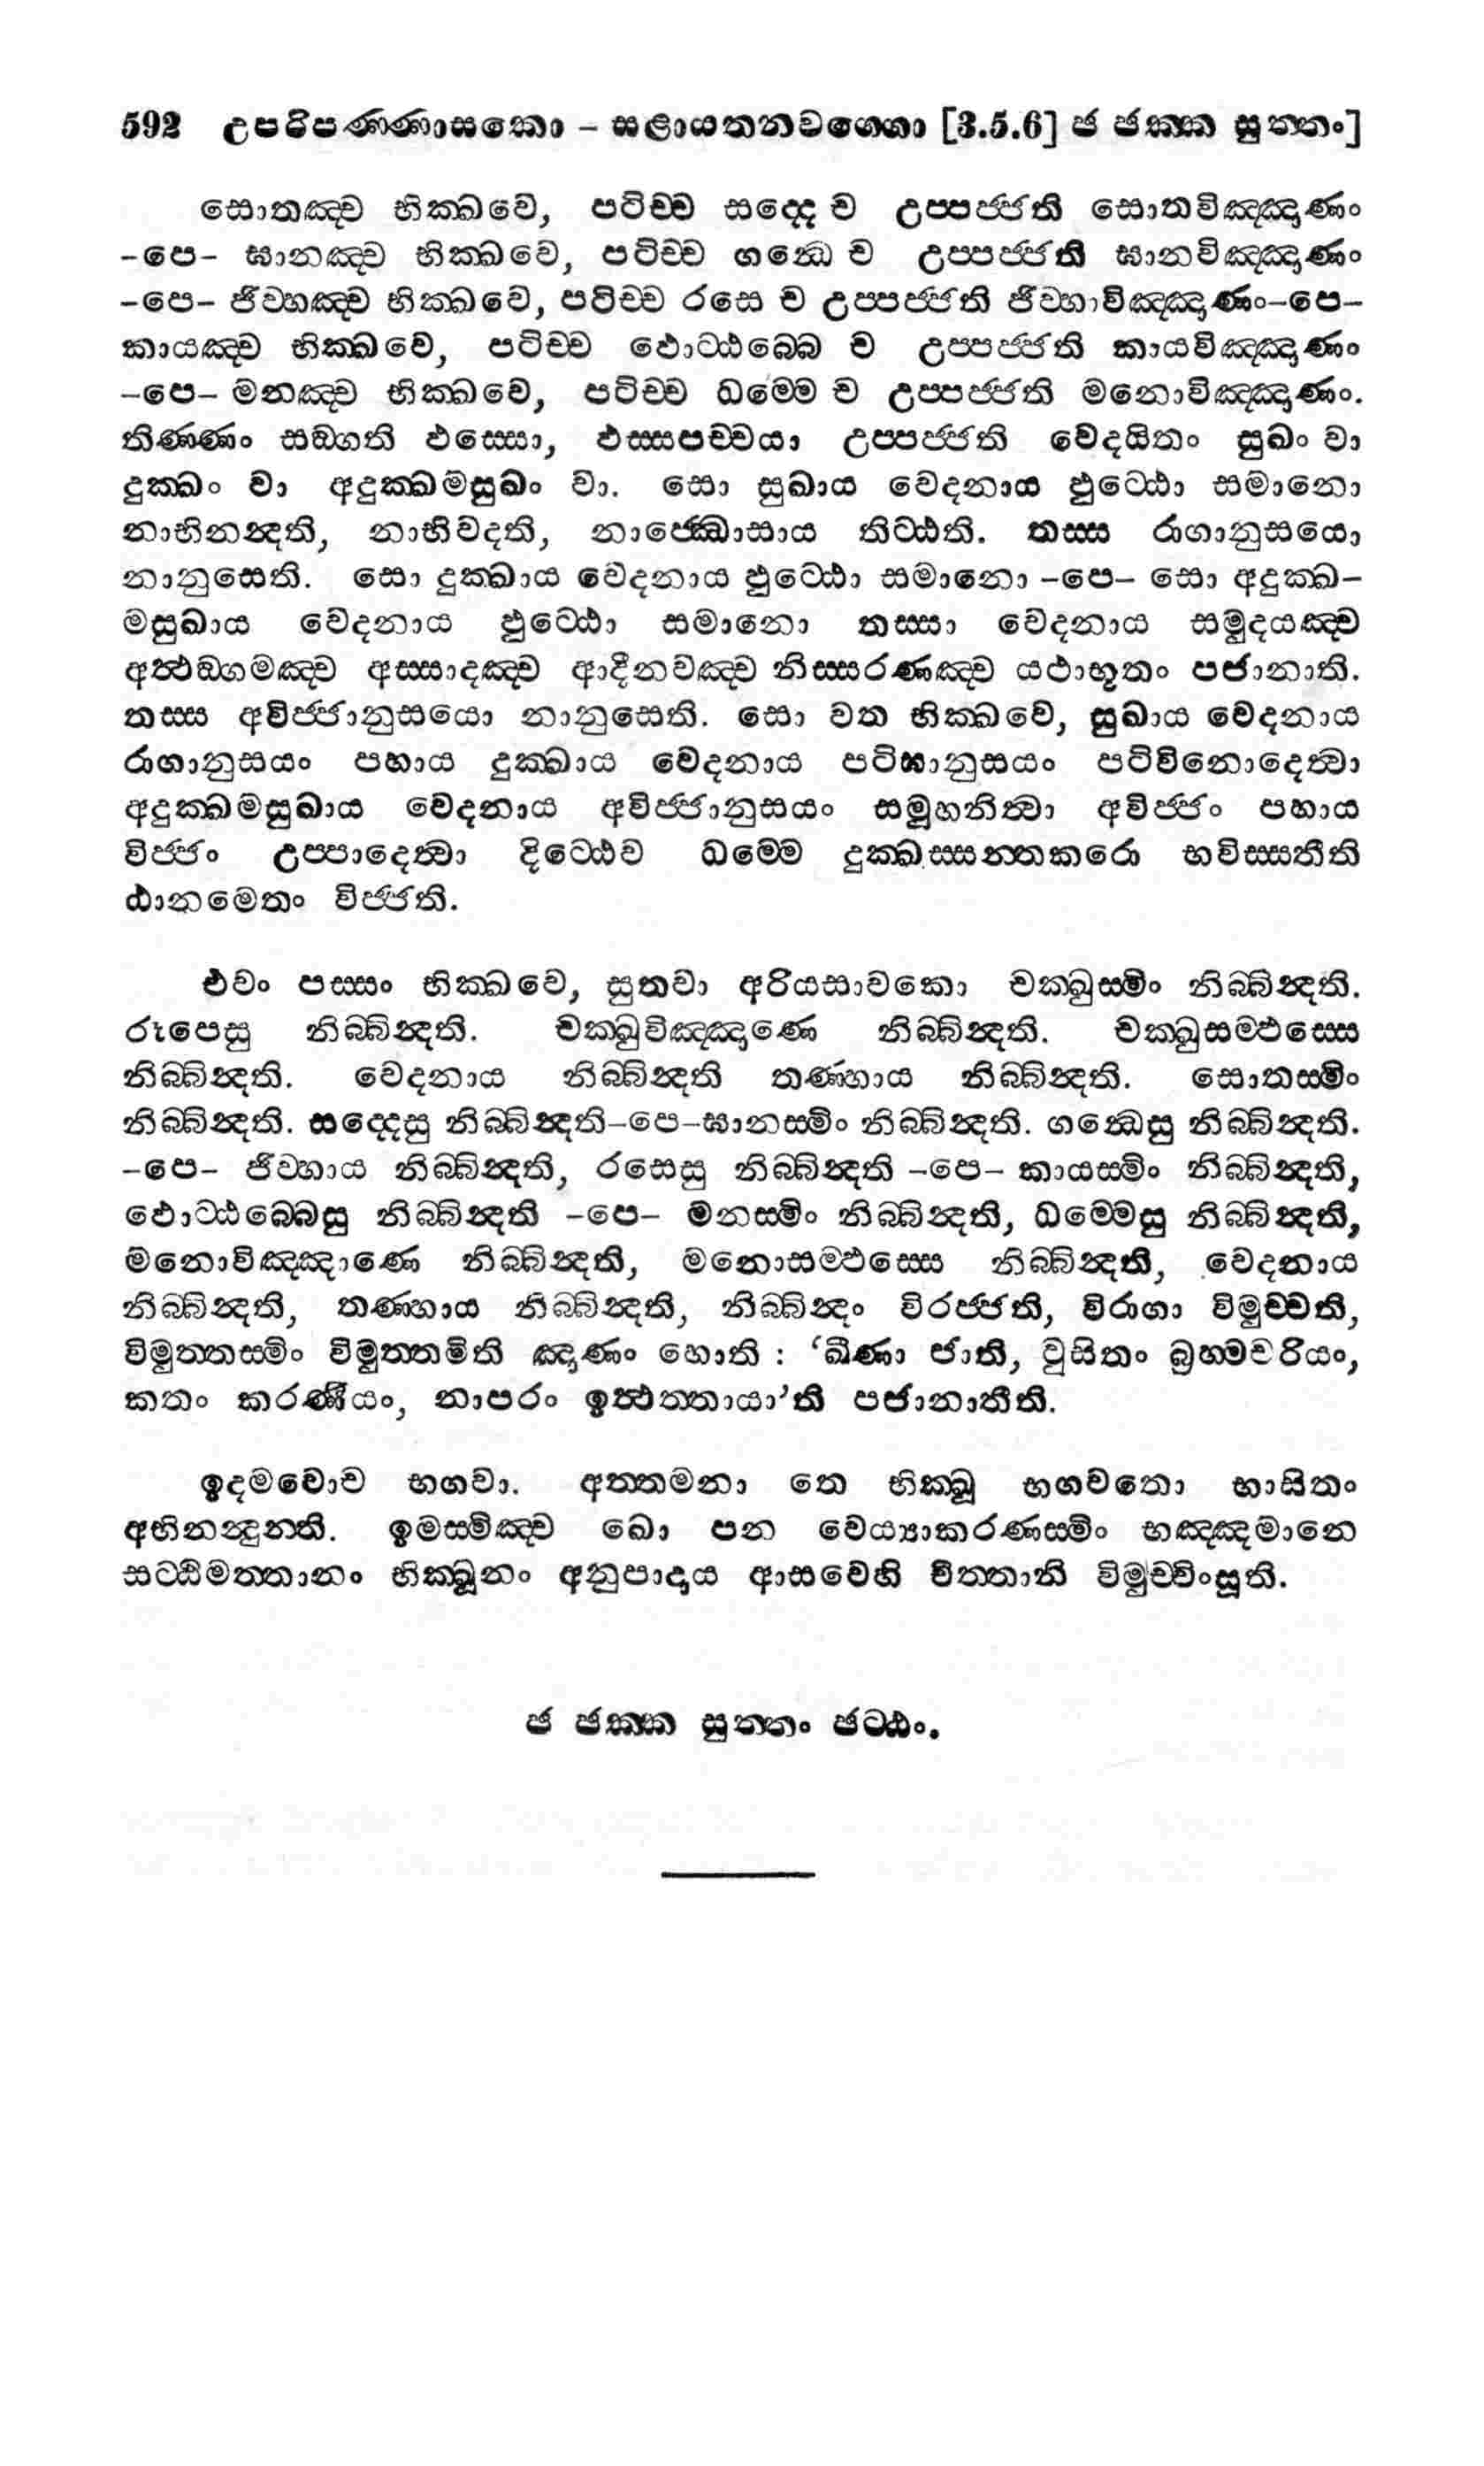 592 උපරිපණ්ණාසකො – සළායතනවග්ගො [3.5.6] ඡ ඡක්ක සුත්තං]
සොතඤ්ච භික්ඛවෙ, පටිච්ච සද්දෙ ච උප්පජ්ජති සොතවිඤ්ඤාණං
–පෙ– ඝානඤ්ච භික්ඛවෙ, පටිච්ච ගන්ධෙ ච උප්පජ්ජති ඝානවිඤ්ඤාණං
–පෙ– ජිව්හඤ්ච භික්ඛවෙ, පටිච්ච රසෙ ච උප්පජ්ජති ජිව්හාවිඤ්ඤාණං–පෙ–
කායඤ්ච භික්ඛවෙ, පටිච්ච ඵොට්ඨබ්බෙ ච උප්පජ්ජති කායවිඤ්ඤාණං
–පෙ– මනඤ්ච භික්ඛවෙ, පටිච්ච ධම්මෙ ච උප්පජ්ජති මනොවිඤ්ඤාණං.
තිණ්ණං සඞ්ගති ඵස්සො, ඵස්සපච්චයා උප්පජ්ජති වෙදයිතං සුඛං වා
දුක්ඛං වා අදුක්ඛමසුඛං වා. සො සුඛාය වෙදනාය ඵුට්ඨො සමානො
නාභිනන්දති, නාභිවදති, නාජ්ඣොසාය තිට්ඨති. තස්ස රාගානුසයො
නානුසෙති. සො දුක්ඛාය වෙදනාය ඵුට්ඨො සමානො –පෙ– සො අදුක්ඛ–
මසුඛාය වෙදනාය ඵුට්ඨො සමානො තස්සා වෙදනාය සමුදයඤ්ච
අත්ථඞ්ගමඤ්ච අස්සාදඤ්ච ආදීනවඤ්ච නිස්සරණඤ්ච යථාභූතං පජානාති.
තස්ස අවිජ්ජානුසයො නානුසෙති. සො වත භික්ඛවෙ, සුඛාය වෙදනාය
රාගානුසයං පහාය දුක්ඛාය වෙදනාය පටිඝානුසයං පටිවිනොදෙත්වා
අදුක්ඛමසුඛාය වෙදනාය අවිජ්ජානුසයං සමූහනිත්වා අවිජ්ජං පහාය
විජ්ජං උප්පාදෙත්වා දිට්ඨෙව ධම්මෙ දුක්ඛස්සන්තකරො භවිස්සතීති
ඨානමෙතං විජ්ජති.
එවං පස්සං භික්ඛවෙ, සුතවා අරියසාවකො චක්ඛුස්මිං නිබ්බින්දති.
රූපෙසු නිබ්බින්දති. චක්ඛුවිඤ්ඤාණෙ නිබ්බින්දති. චක්ඛුසම්ඵස්සෙ
නිබ්බින්දති. වෙදනාය නිබ්බින්දති තණ්හාය නිබ්බින්දති. සොතස්මිං
නිබ්බින්දති. සද්දෙසු නිබ්බින්දති–පෙ–ඝානස්මිං නිබ්බින්දති. ගන්ධෙසු නිබ්බින්දති.
–පෙ– ජිව්හාය නිබ්බින්දති, රසෙසු නිබ්බින්දති –පෙ– කායස්මිං නිබ්බින්දති,
ඵොට්ඨබ්බෙසු නිබ්බින්දති –පෙ– මනස්මිං නිබ්බින්දති, ධම්මෙසු නිබ්බින්දති,
මනොවිඤ්ඤාණෙ නිබ්බින්දති, මනොසම්ඵස්සෙ නිබ්බින්දති, වෙදනාය
නිබ්බින්දති, තණ්හාය නිබ්බින්දති, නිබ්බින්දං විරජ්ජති, විරාගා විමුච්චති,
විමුත්තස්මිං විමුත්තමිති ඤාණං හොති : ‘ඛීණා ජාති, වුසිතං බ්‍රහ්මචරියං,
කතං කරණීයං, නාපරං ඉත්ථත්තායා’ති පජානාතීති.
ඉදමවොච භගවා. අත්තමනා තෙ භික්ඛූ භගවතො භාසිතං
අභිනන්දුන්ති. ඉමස්මිඤ්ච ඛො පන වෙය්‍යාකරණස්මිං භඤ්ඤමානෙ
සට්ඨිමත්තානං භික්ඛූනං අනුපාදාය ආසවෙහි චිත්තානි විමුච්චිංසූති.
ඡ ඡක්ක සුත්තං ඡට්ඨං.